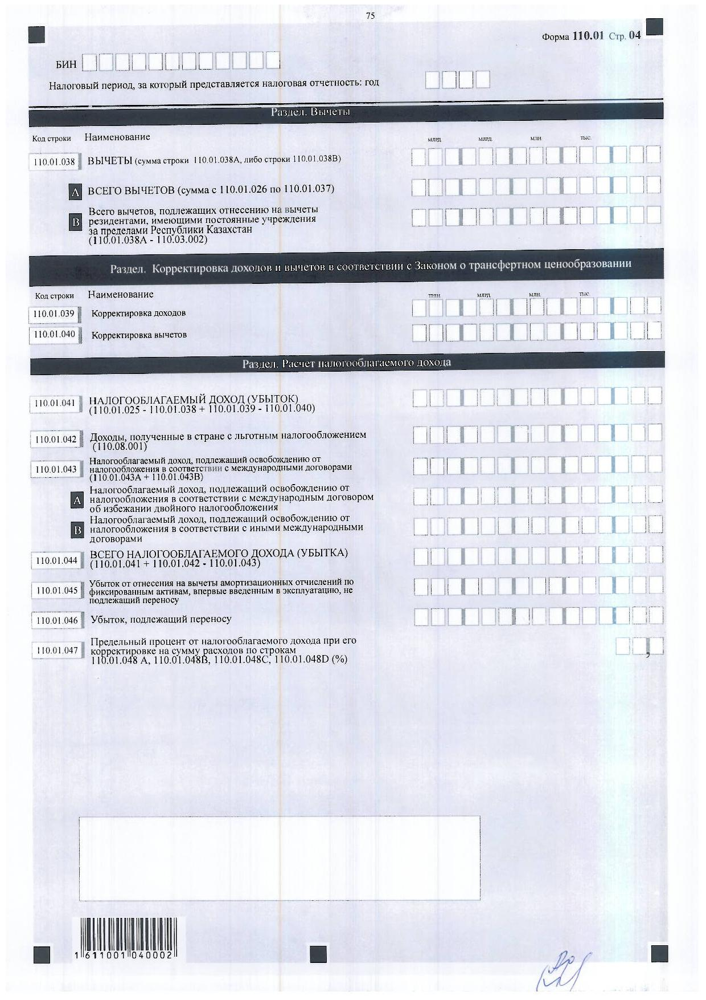 75
Форма 110.01 Стр. 04
БИН
Налоговый период, за который представляется налоговая отчетность: год
Раздел. Вычеты
Код строки Наименование МЛРД. МЛРД. МЛН. ТЫС.
110.01.038 ВЫЧЕТЫ (сумма строки 110.01.038А, либо строки 110.01.038В)
A ВСЕГО ВЫЧЕТОВ (сумма с 110.01.026 по 110.01.037)
B Всего вычетов, подлежащих отнесению на вычеты
резидентами, имеющими постоянные учреждения
за пределами Республики Казахстан
(110.01.038А - 110.03.002)
Раздел. Корректировка доходов и вычетов в соответствии с Законом о трансфертном ценообразовании
Код строки Наименование ТРЛН. МЛРД. МЛН. ТЫС.
110.01.039 Корректировка доходов
110.01.040 Корректировка вычетов
Раздел. Расчет налогооблагаемого дохода
110.01.041 НАЛОГООБЛАГАЕМЫЙ ДОХОД (УБЫТОК)
(110.01.025 - 110.01.038 + 110.01.039 - 110.01.040)
110.01.042 Доходы, полученные в стране с льготным налогообложением
(110.08.001)
110.01.043 Налогооблагаемый доход, подлежащий освобождению от
налогообложения в соответствии с международными договорами
(110.01.043А + 110.01.043В)
A Налогооблагаемый доход, подлежащий освобождению от
налогообложения в соответствии с международным договором
об избежании двойного налогообложения
B Налогооблагаемый доход, подлежащий освобождению от
налогообложения в соответствии с иными международными
договорами
110.01.044 ВСЕГО НАЛОГООБЛАГАЕМОГО ДОХОДА (УБЫТКА)
(110.01.041 + 110.01.042 - 110.01.043)
110.01.045 Убыток от отнесения на вычеты амортизационных отчислений по
фиксированным активам, впервые введенным в эксплуатацию, не
подлежащий переносу
110.01.046 Убыток, подлежащий переносу
110.01.047 Предельный процент от налогооблагаемого дохода при его
корректировке на сумму расходов по строкам
110.01.048 А, 110.01.048В, 110.01.048С, 110.01.048D (%)
,
1 611001 040002